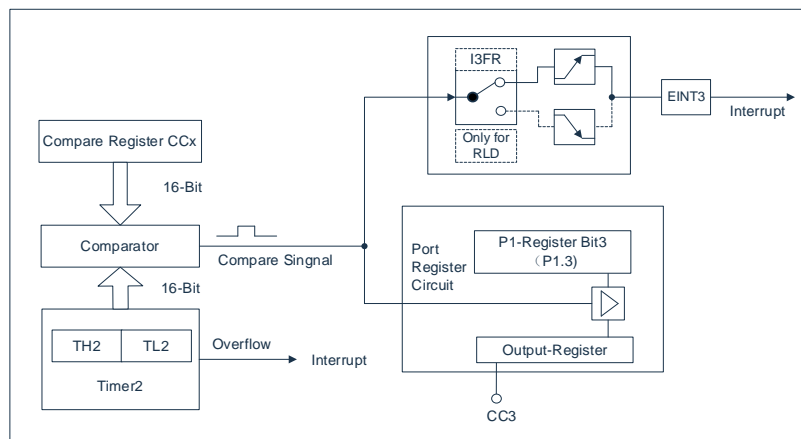 I3FR
Only for
RLD
EINT3
Interrupt
Compare Register CCx
16-Bit
Comparator
Compare Singnal
16-Bit
TH2
TL2
Timer2
Overflow
Interrupt
Port
Register
Circuit
P1-Register Bit3
（P1.3)
Output-Register
CC3